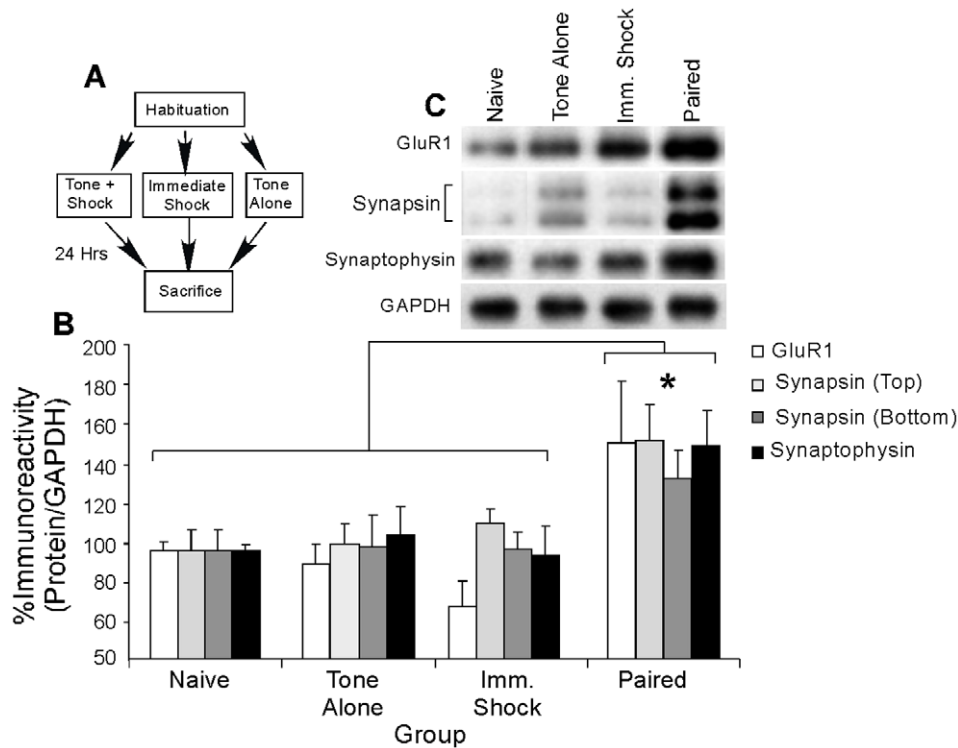 A
Habituation
Tone +
Shock
Immediate
Shock
Tone
Alone
24 Hrs
Sacrifice
C
Naive
Tone Alone
Imm. Shock
Paired
GluR1
Synapsin
Synaptophysin
GAPDH
B
%Immunoreactivity
(Protein/GAPDH)
200
180
160
140
120
100
80
60
50
*
GluR1
Synapsin (Top)
Synapsin (Bottom)
Synaptophysin
Naive
Tone
Alone
Imm.
Shock
Paired
Group